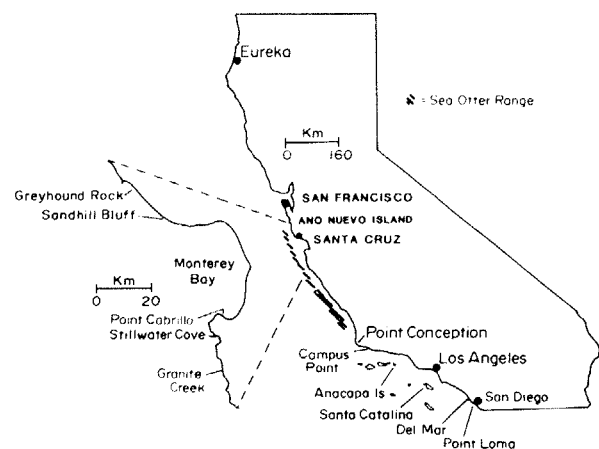 Eureka
= Sea Otter Range
Km
0 160
Greyhound Rock
Sandhill Bluff
SAN FRANCISCO
ANO NUEVO ISLAND
SANTA CRUZ
Monterey
Bay
Km
0 20
Point Cabrillo
Stillwater Cove
Granite
Creek
Point Conception
Campus
Point
Los Angeles
Anacapa Is
Santa Catalina
San Diego
Del Mar
Point Loma